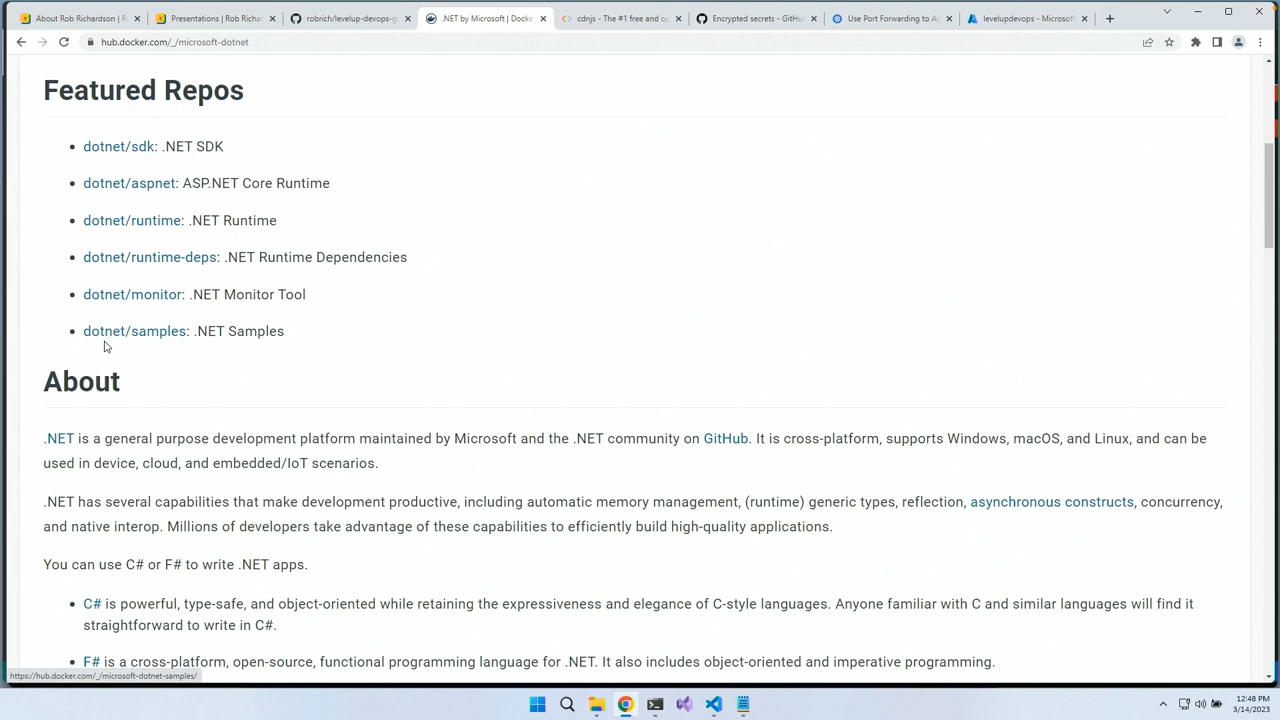 About Rob Richardson | R
Presentations | Rob Richar
robrich/levelup-devops-g
.NET by Microsoft | Docke
cdnjs - The #1 free and op
Encrypted secrets - GitHu
Use Port Forwarding to Ac
levelupdevops - Microsof
hub.docker.com/_/microsoft-dotnet
Featured Repos
• dotnet/sdk: .NET SDK
• dotnet/aspnet: ASP.NET Core Runtime
• dotnet/runtime: .NET Runtime
• dotnet/runtime-deps: .NET Runtime Dependencies
• dotnet/monitor: .NET Monitor Tool
• dotnet/samples: .NET Samples
About
.NET is a general purpose development platform maintained by Microsoft and the .NET community on GitHub. It is cross-platform, supports Windows, macOS, and Linux, and can be
used in device, cloud, and embedded/IoT scenarios.
.NET has several capabilities that make development productive, including automatic memory management, (runtime) generic types, reflection, asynchronous constructs, concurrency,
and native interop. Millions of developers take advantage of these capabilities to efficiently build high-quality applications.
You can use C# or F# to write .NET apps.
• C# is powerful, type-safe, and object-oriented while retaining the expressiveness and elegance of C-style languages. Anyone familiar with C and similar languages will find it
straightforward to write in C#.
• F# is a cross-platform, open-source, functional programming language for .NET. It also includes object-oriented and imperative programming.
https://hub.docker.com/_/microsoft-dotnet-samples/
12:48 PM
3/14/2023